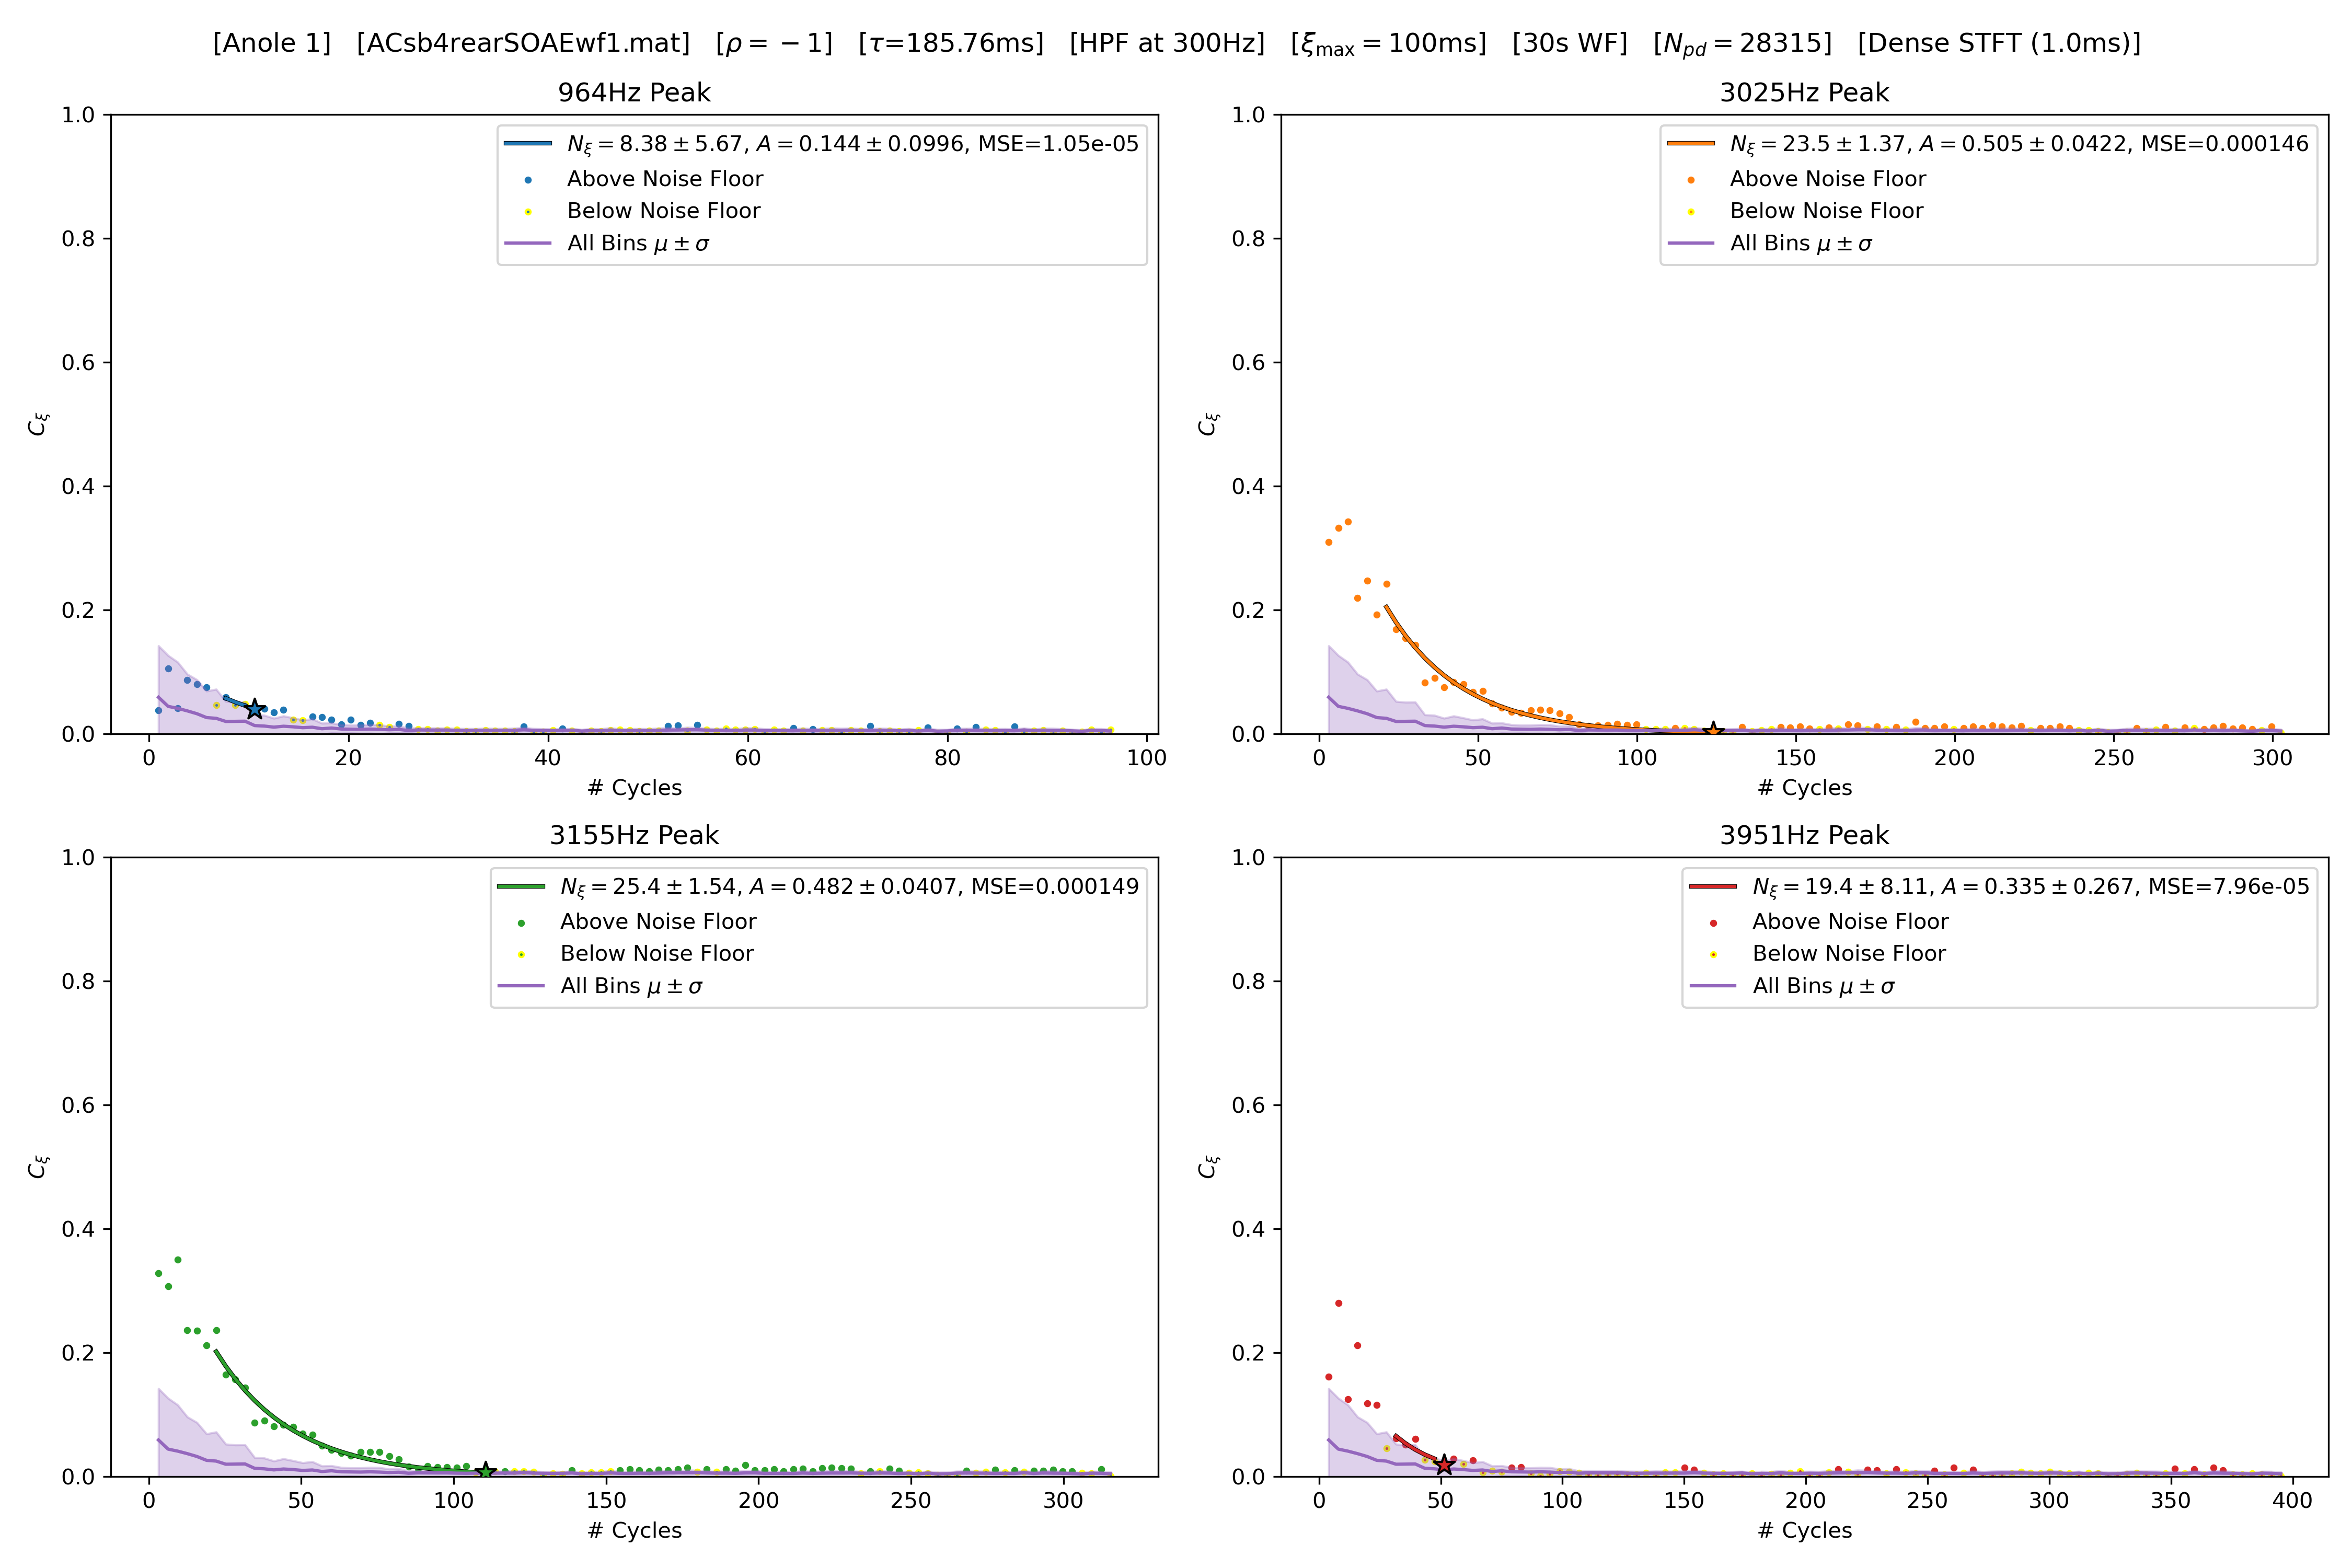 [Anole 1] [ACsb4rearSOAEwf1.mat] [ρ = −1] [τ=185.76ms] [HPF at 300Hz] [ξmax = 100ms] [30s WF] [Npd = 28315] [Dense STFT (1.0ms)]
964Hz Peak
Nξ = 8.38 ± 5.67, A = 0.144 ± 0.0996, MSE=1.05e-05
Above Noise Floor
Below Noise Floor
All Bins μ ± σ
1.0
0.8
0.6
0.4
0.2
0.0
Cξ
0 20 40 60 80 100
# Cycles
3025Hz Peak
Nξ = 23.5 ± 1.37, A = 0.505 ± 0.0422, MSE=0.000146
Above Noise Floor
Below Noise Floor
All Bins μ ± σ
1.0
0.8
0.6
0.4
0.2
0.0
Cξ
0 50 100 150 200 250 300
# Cycles
3155Hz Peak
Nξ = 25.4 ± 1.54, A = 0.482 ± 0.0407, MSE=0.000149
Above Noise Floor
Below Noise Floor
All Bins μ ± σ
1.0
0.8
0.6
0.4
0.2
0.0
Cξ
0 50 100 150 200 250 300
# Cycles
3951Hz Peak
Nξ = 19.4 ± 8.11, A = 0.335 ± 0.267, MSE=7.96e-05
Above Noise Floor
Below Noise Floor
All Bins μ ± σ
1.0
0.8
0.6
0.4
0.2
0.0
Cξ
0 50 100 150 200 250 300 350 400
# Cycles